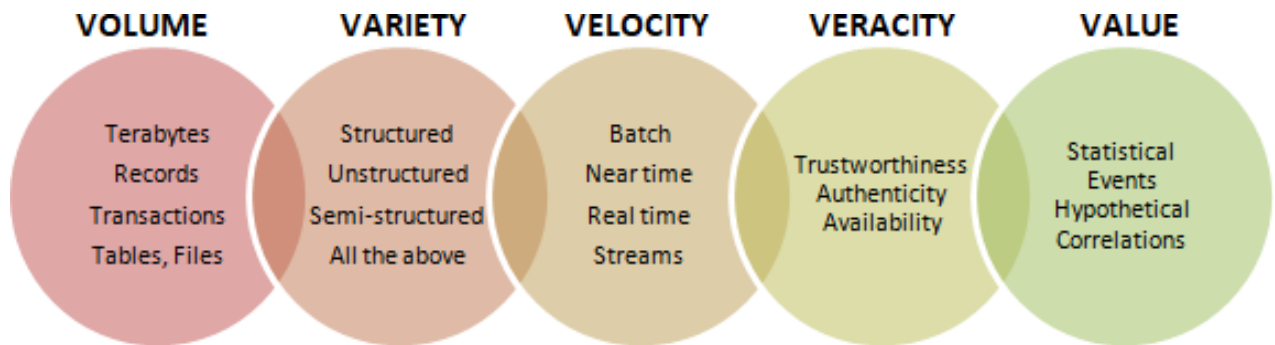 VOLUME
Terabytes
Records
Transactions
Tables, Files
VARIETY
Structured
Unstructured
Semi-structured
All the above
VELOCITY
Batch
Near time
Real time
Streams
VERACITY
Trustworthiness
Authenticity
Availability
VALUE
Statistical
Events
Hypothetical
Correlations